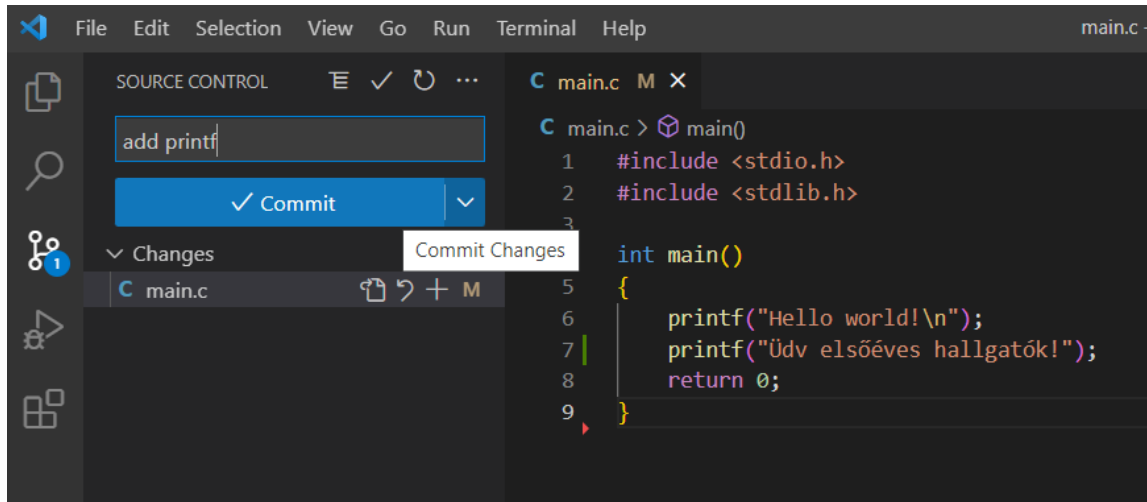 File Edit Selection View Go Run Terminal Help main.c -
SOURCE CONTROL
add printf
Commit
Commit Changes
Changes
C main.c M
1
C main.c M
C main.c > main()
1 #include <stdio.h>
2 #include <stdlib.h>
3
int main()
5 {
6 printf("Hello world!\n");
7 printf("Üdv elsőéves hallgatók!");
8 return 0;
9 }